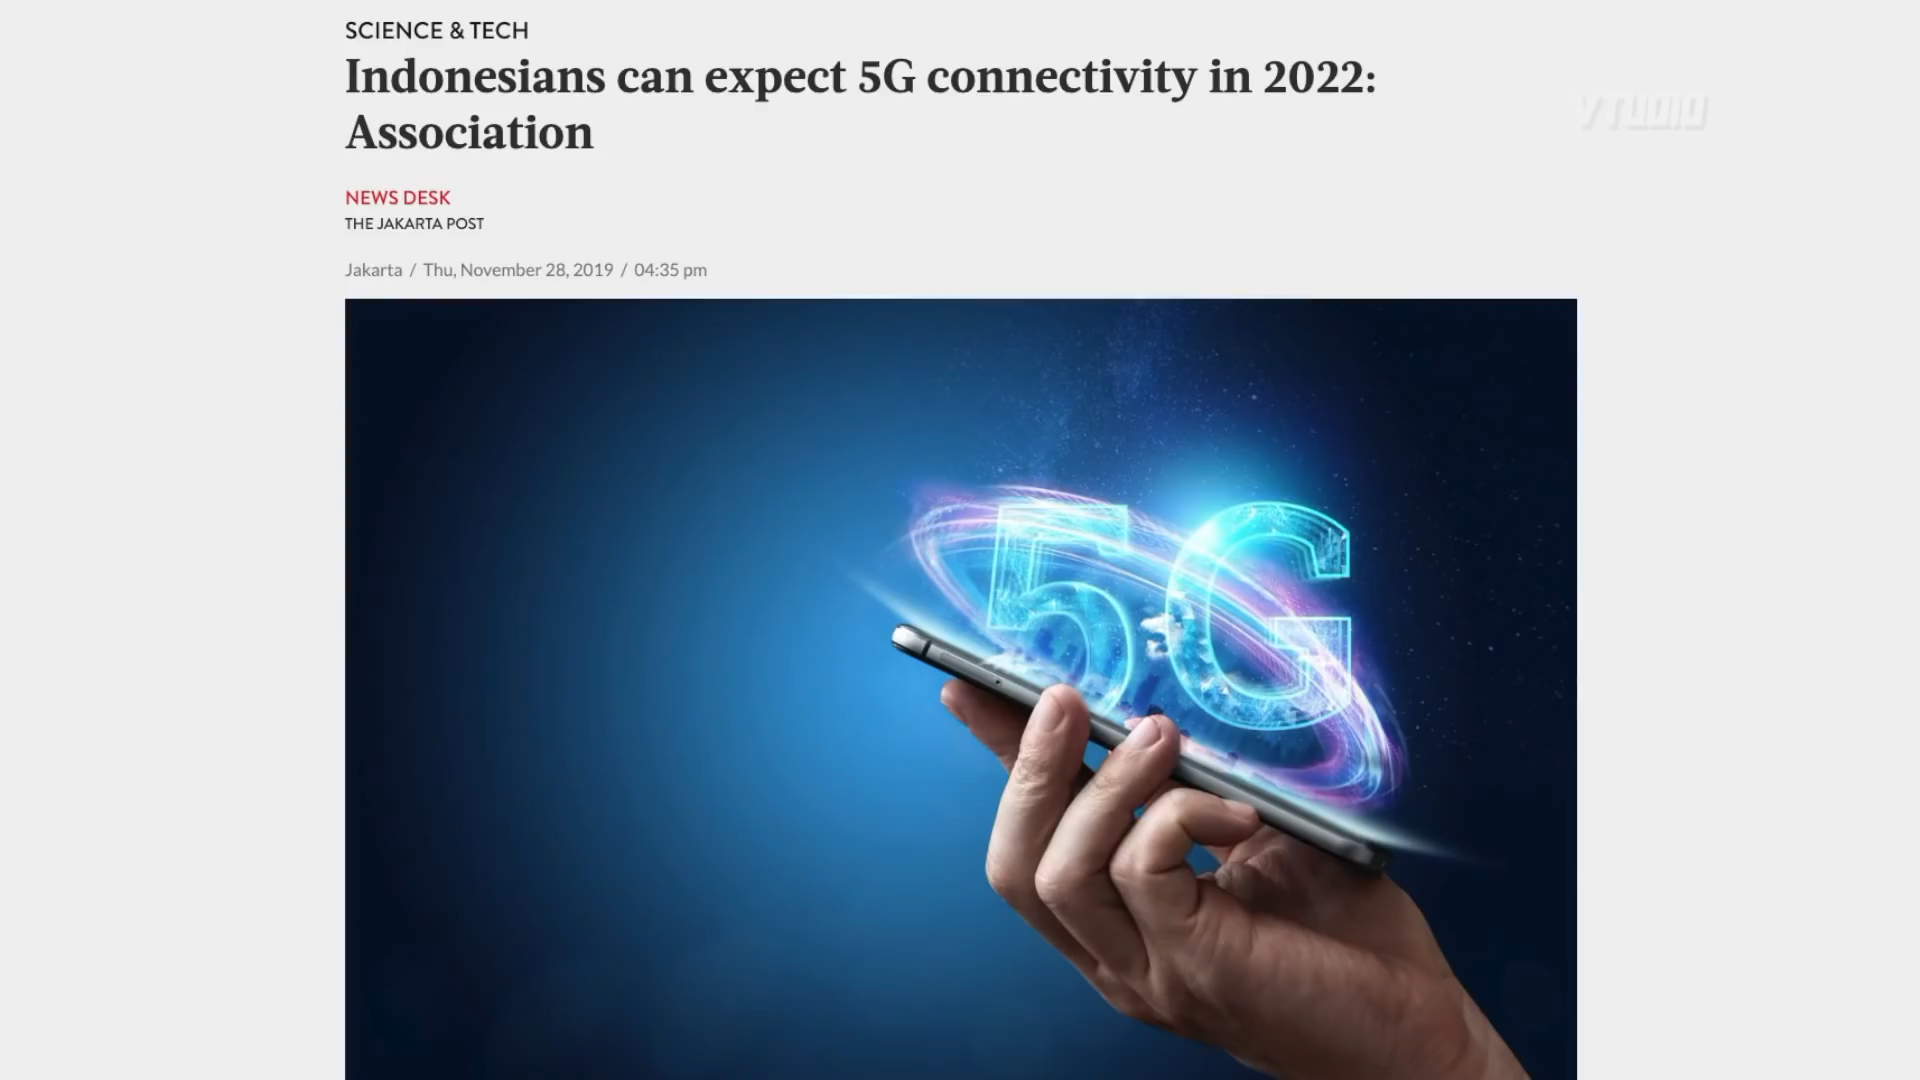 SCIENCE & TECH
Indonesians can expect 5G connectivity in 2022:
Association
VTUDIO
NEWS DESK
THE JAKARTA POST
Jakarta / Thu, November 28, 2019 / 04:35 pm
5G